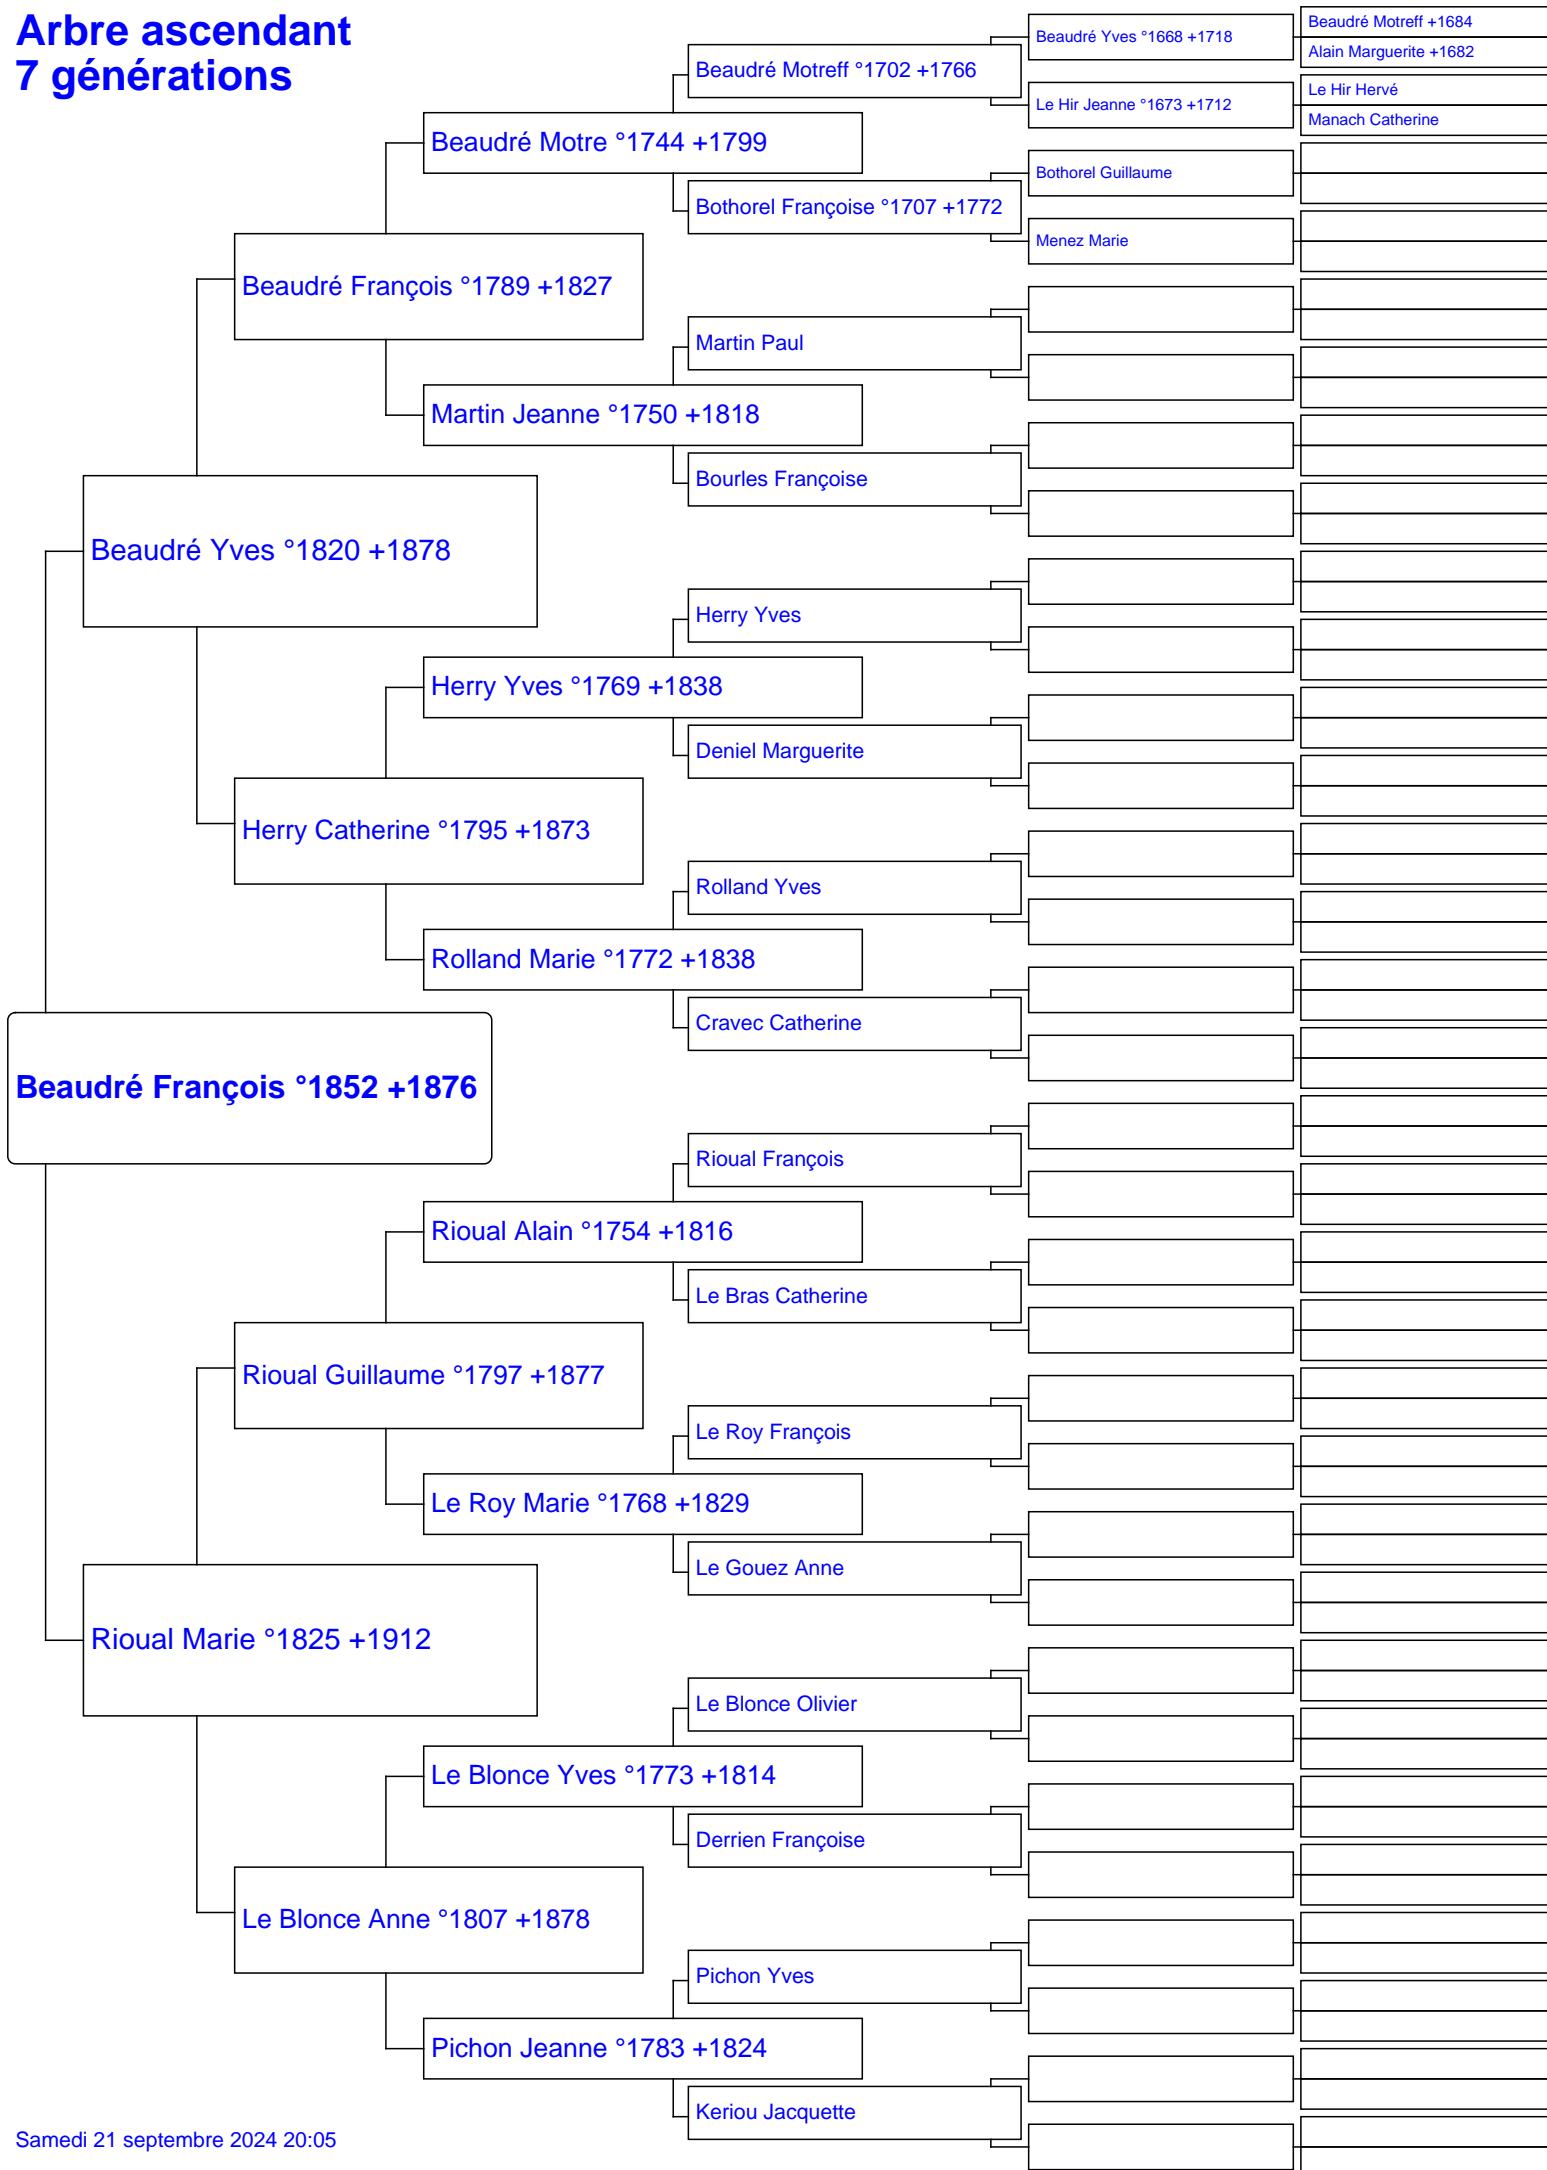 Arbre ascendant
7 générations
Beaudré François °1852 +1876
Beaudré Yves °1820 +1878
Rioual Marie °1825 +1912
Beaudré François °1789 +1827
Herry Catherine °1795 +1873
Rioual Guillaume °1797 +1877
Le Blonce Anne °1807 +1878
Beaudré Motre °1744 +1799
Martin Jeanne °1750 +1818
Herry Yves °1769 +1838
Rolland Marie °1772 +1838
Rioual Alain °1754 +1816
Le Roy Marie °1768 +1829
Le Blonce Yves °1773 +1814
Pichon Jeanne °1783 +1824
Beaudré Motreff °1702 +1766
Bothorel Françoise °1707 +1772
Martin Paul
Bourles Françoise
Herry Yves
Deniel Marguerite
Rolland Yves
Cravec Catherine
Rioual François
Le Bras Catherine
Le Roy François
Le Gouez Anne
Le Blonce Olivier
Derrien Françoise
Pichon Yves
Keriou Jacquette
Beaudré Yves °1668 +1718
Le Hir Jeanne °1673 +1712
Bothorel Guillaume
Menez Marie
Beaudré Motreff +1684
Alain Marguerite +1682
Le Hir Hervé
Manach Catherine
Samedi 21 septembre 2024 20:05